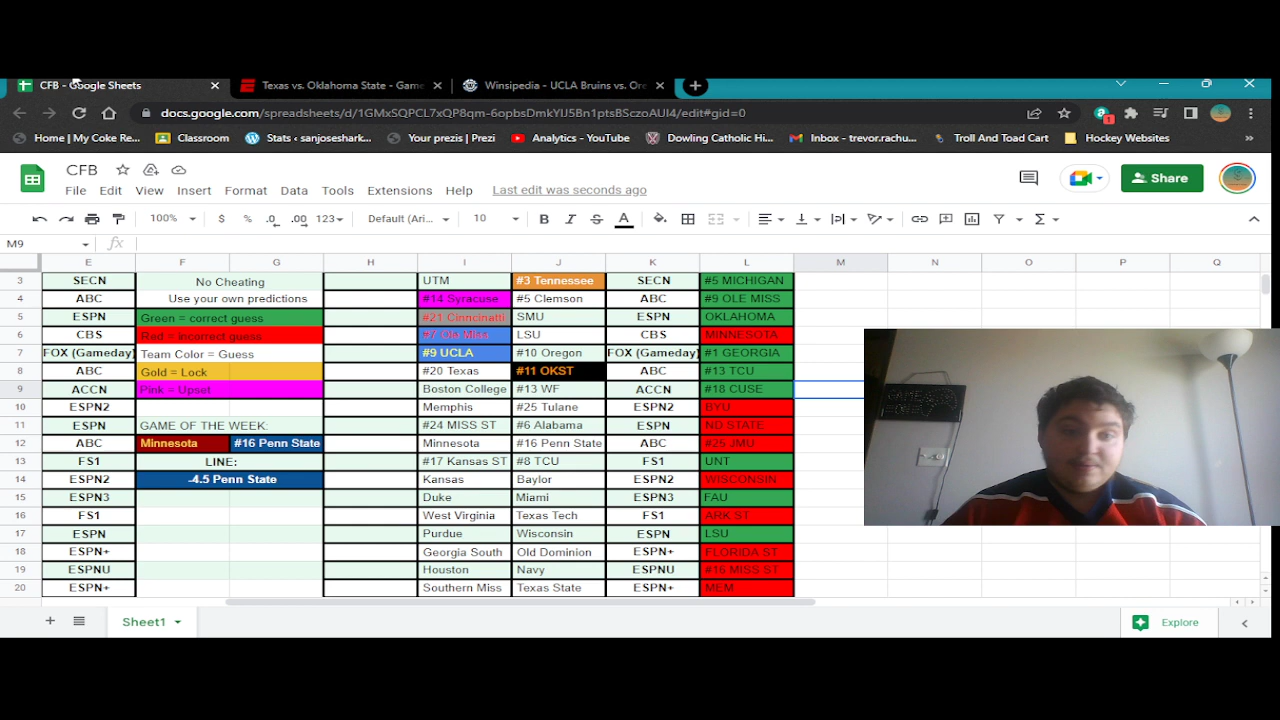 CFB - Google Sheets
Texas vs. Oklahoma State - Game
Winsipedia - UCLA Bruins vs. Ore
docs.google.com/spreadsheets/d/1GMxSQPCL7xQP8qm-6opbsDmkYlJ5Bn1ptsBSczoAUI4/edit#gid=0
Home | My Coke Re... Classroom Stats ‹ sanjoseshark... Your prezis | Prezi Analytics - YouTube Dowling Catholic Hi... Inbox - trevor.rachu... Troll And Toad Cart Hockey Websites »
CFB
File Edit View Insert Format Data Tools Extensions Help Last edit was seconds ago
Share
100% $ % .0 .00 123 Default (Ari... 10 B I S A
M9 fx
E F G H I J K L M N O P Q
3 SECN No Cheating UTM #3 Tennessee SECN #5 MICHIGAN
4 ABC Use your own predictions #14 Syracuse #5 Clemson ABC #9 OLE MISS
5 ESPN Green = correct guess #21 Cinncinatti SMU ESPN OKLAHOMA
6 CBS Red = incorrect guess #7 Ole Miss LSU CBS MINNESOTA
7 FOX (Gameday) Team Color = Guess #9 UCLA #10 Oregon FOX (Gameday) #1 GEORGIA
8 ABC Gold = Lock #20 Texas #11 OKST ABC #13 TCU
9 ACCN Pink = Upset Boston College #13 WF ACCN #18 CUSE
10 ESPN2 Memphis #25 Tulane ESPN2 BYU
11 ESPN GAME OF THE WEEK: #24 MISS ST #6 Alabama ESPN ND STATE
12 ABC Minnesota #16 Penn State Minnesota #16 Penn State ABC #25 JMU
13 FS1 LINE: #17 Kansas ST #8 TCU FS1 UNT
14 ESPN2 -4.5 Penn State Kansas Baylor ESPN2 WISCONSIN
15 ESPN3 Duke Miami ESPN3 FAU
16 FS1 West Virginia Texas Tech FS1 ARK ST
17 ESPN Purdue Wisconsin ESPN LSU
18 ESPN+ Georgia South Old Dominion ESPN+ FLORIDA ST
19 ESPNU Houston Navy ESPNU #16 MISS ST
20 ESPN+ Southern Miss Texas State ESPN+ MEM
Sheet1
Explore